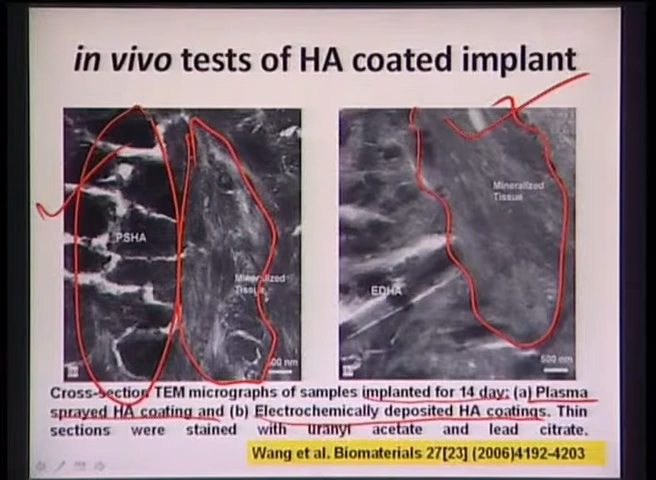 in vivo tests of HA coated implant
PSHA
Mineralized
Tissue
500 nm
Mineralized
Tissue
EDHA
500 nm
Cross-section TEM micrographs of samples implanted for 14 day: (a) Plasma
sprayed HA coating and (b) Electrochemically deposited HA coatings. Thin
sections were stained with uranyl acetate and lead citrate.
Wang et al. Biomaterials 27[23] (2006)4192-4203